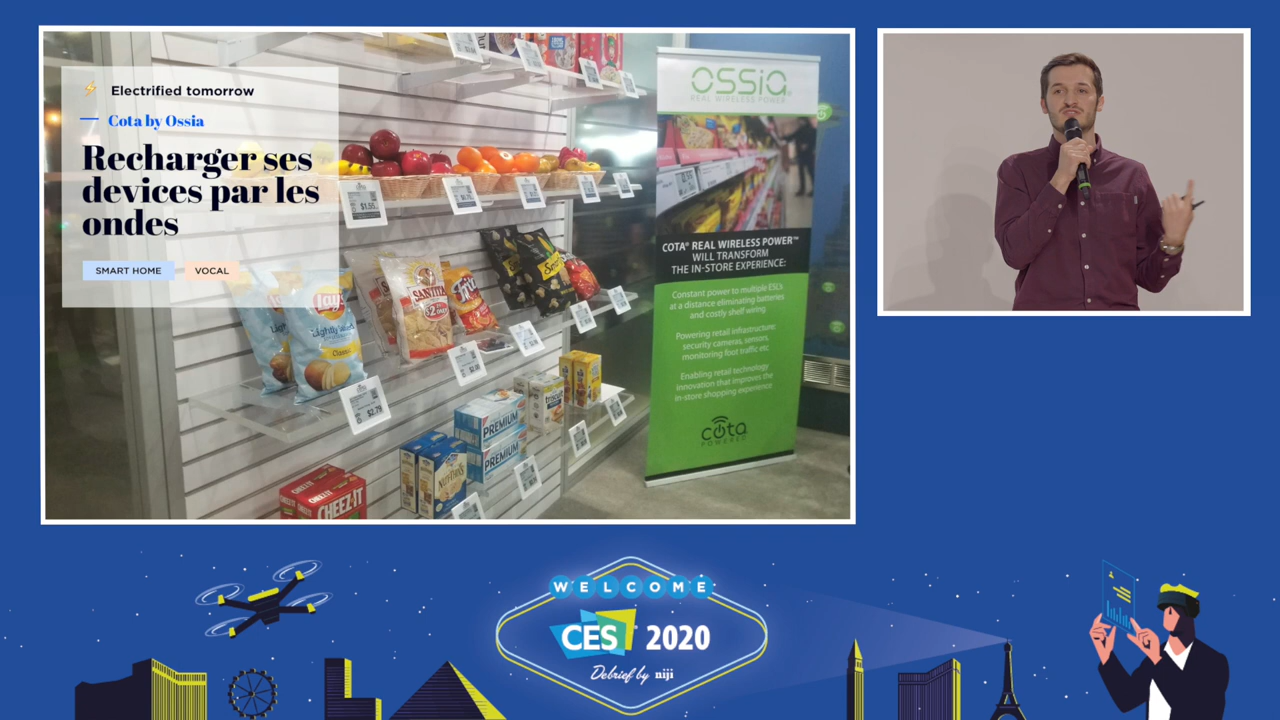 ⚡ Electrified tomorrow
— Cota by Ossia
Recharger ses
devices par les
ondes
SMART HOME
VOCAL
OSSIA
REAL WIRELESS POWER
COTA® REAL WIRELESS POWER™
WILL TRANSFORM
THE IN-STORE EXPERIENCE:
Constant power to multiple ESLs
at a distance eliminating batteries
and costly shelf wiring
Powering retail infrastructure:
security cameras, sensors,
monitoring foot traffic etc
Enabling retail technology
innovation that improves the
in-store shopping experience
cota
POWERED
$1.55
Lay's
Lightly Salted
Classic
SANTITAS
$2
$2.79
PREMIUM
PREMIUM
CHEEZ-IT
WELCOME
CES 2020
Debrief by niji